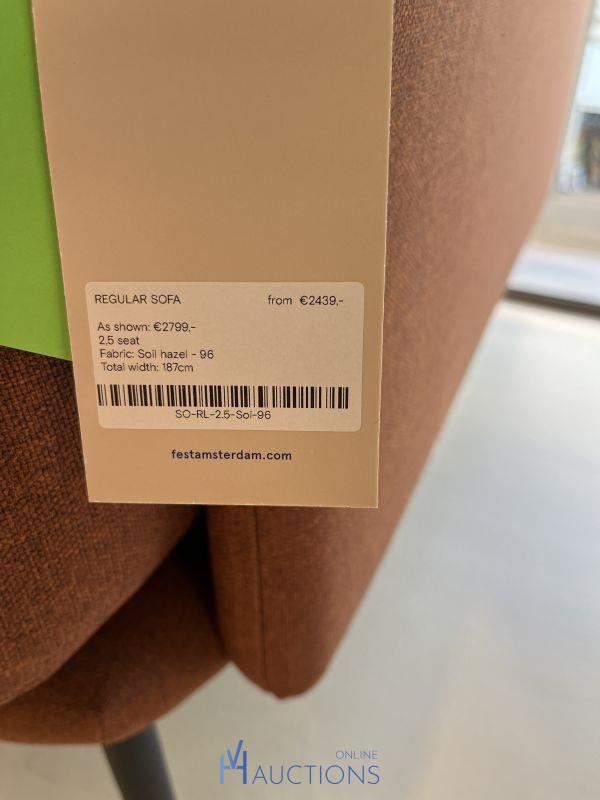 REGULAR SOFA from €2439,-
As shown: €2799,-
2,5 seat
Fabric: Soil hazel - 96
Total width: 187cm
SO-RL-2.5-Soi-96
festamsterdam.com
V4 ONLINE
AUCTIONS